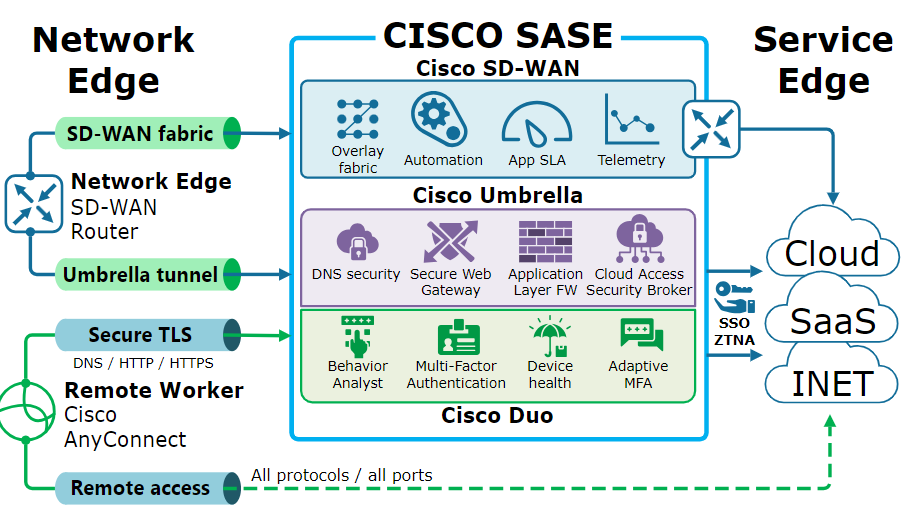 Network
Edge
CISCO SASE
Service
Edge
Cisco SD-WAN
SD-WAN fabric
Overlay
fabric
Automation
App SLA
Telemetry
Network Edge
SD-WAN
Router
Cisco Umbrella
Umbrella tunnel
DNS security
Secure Web
Gateway
Application
Layer FW
Cloud Access
Security Broker
Cloud
SaaS
INET
SSO
ZTNA
Secure TLS
DNS / HTTP / HTTPS
Behavior
Analyst
Multi-Factor
Authentication
Device
health
Adaptive
MFA
Remote Worker
Cisco
AnyConnect
Cisco Duo
Remote access
All protocols / all ports